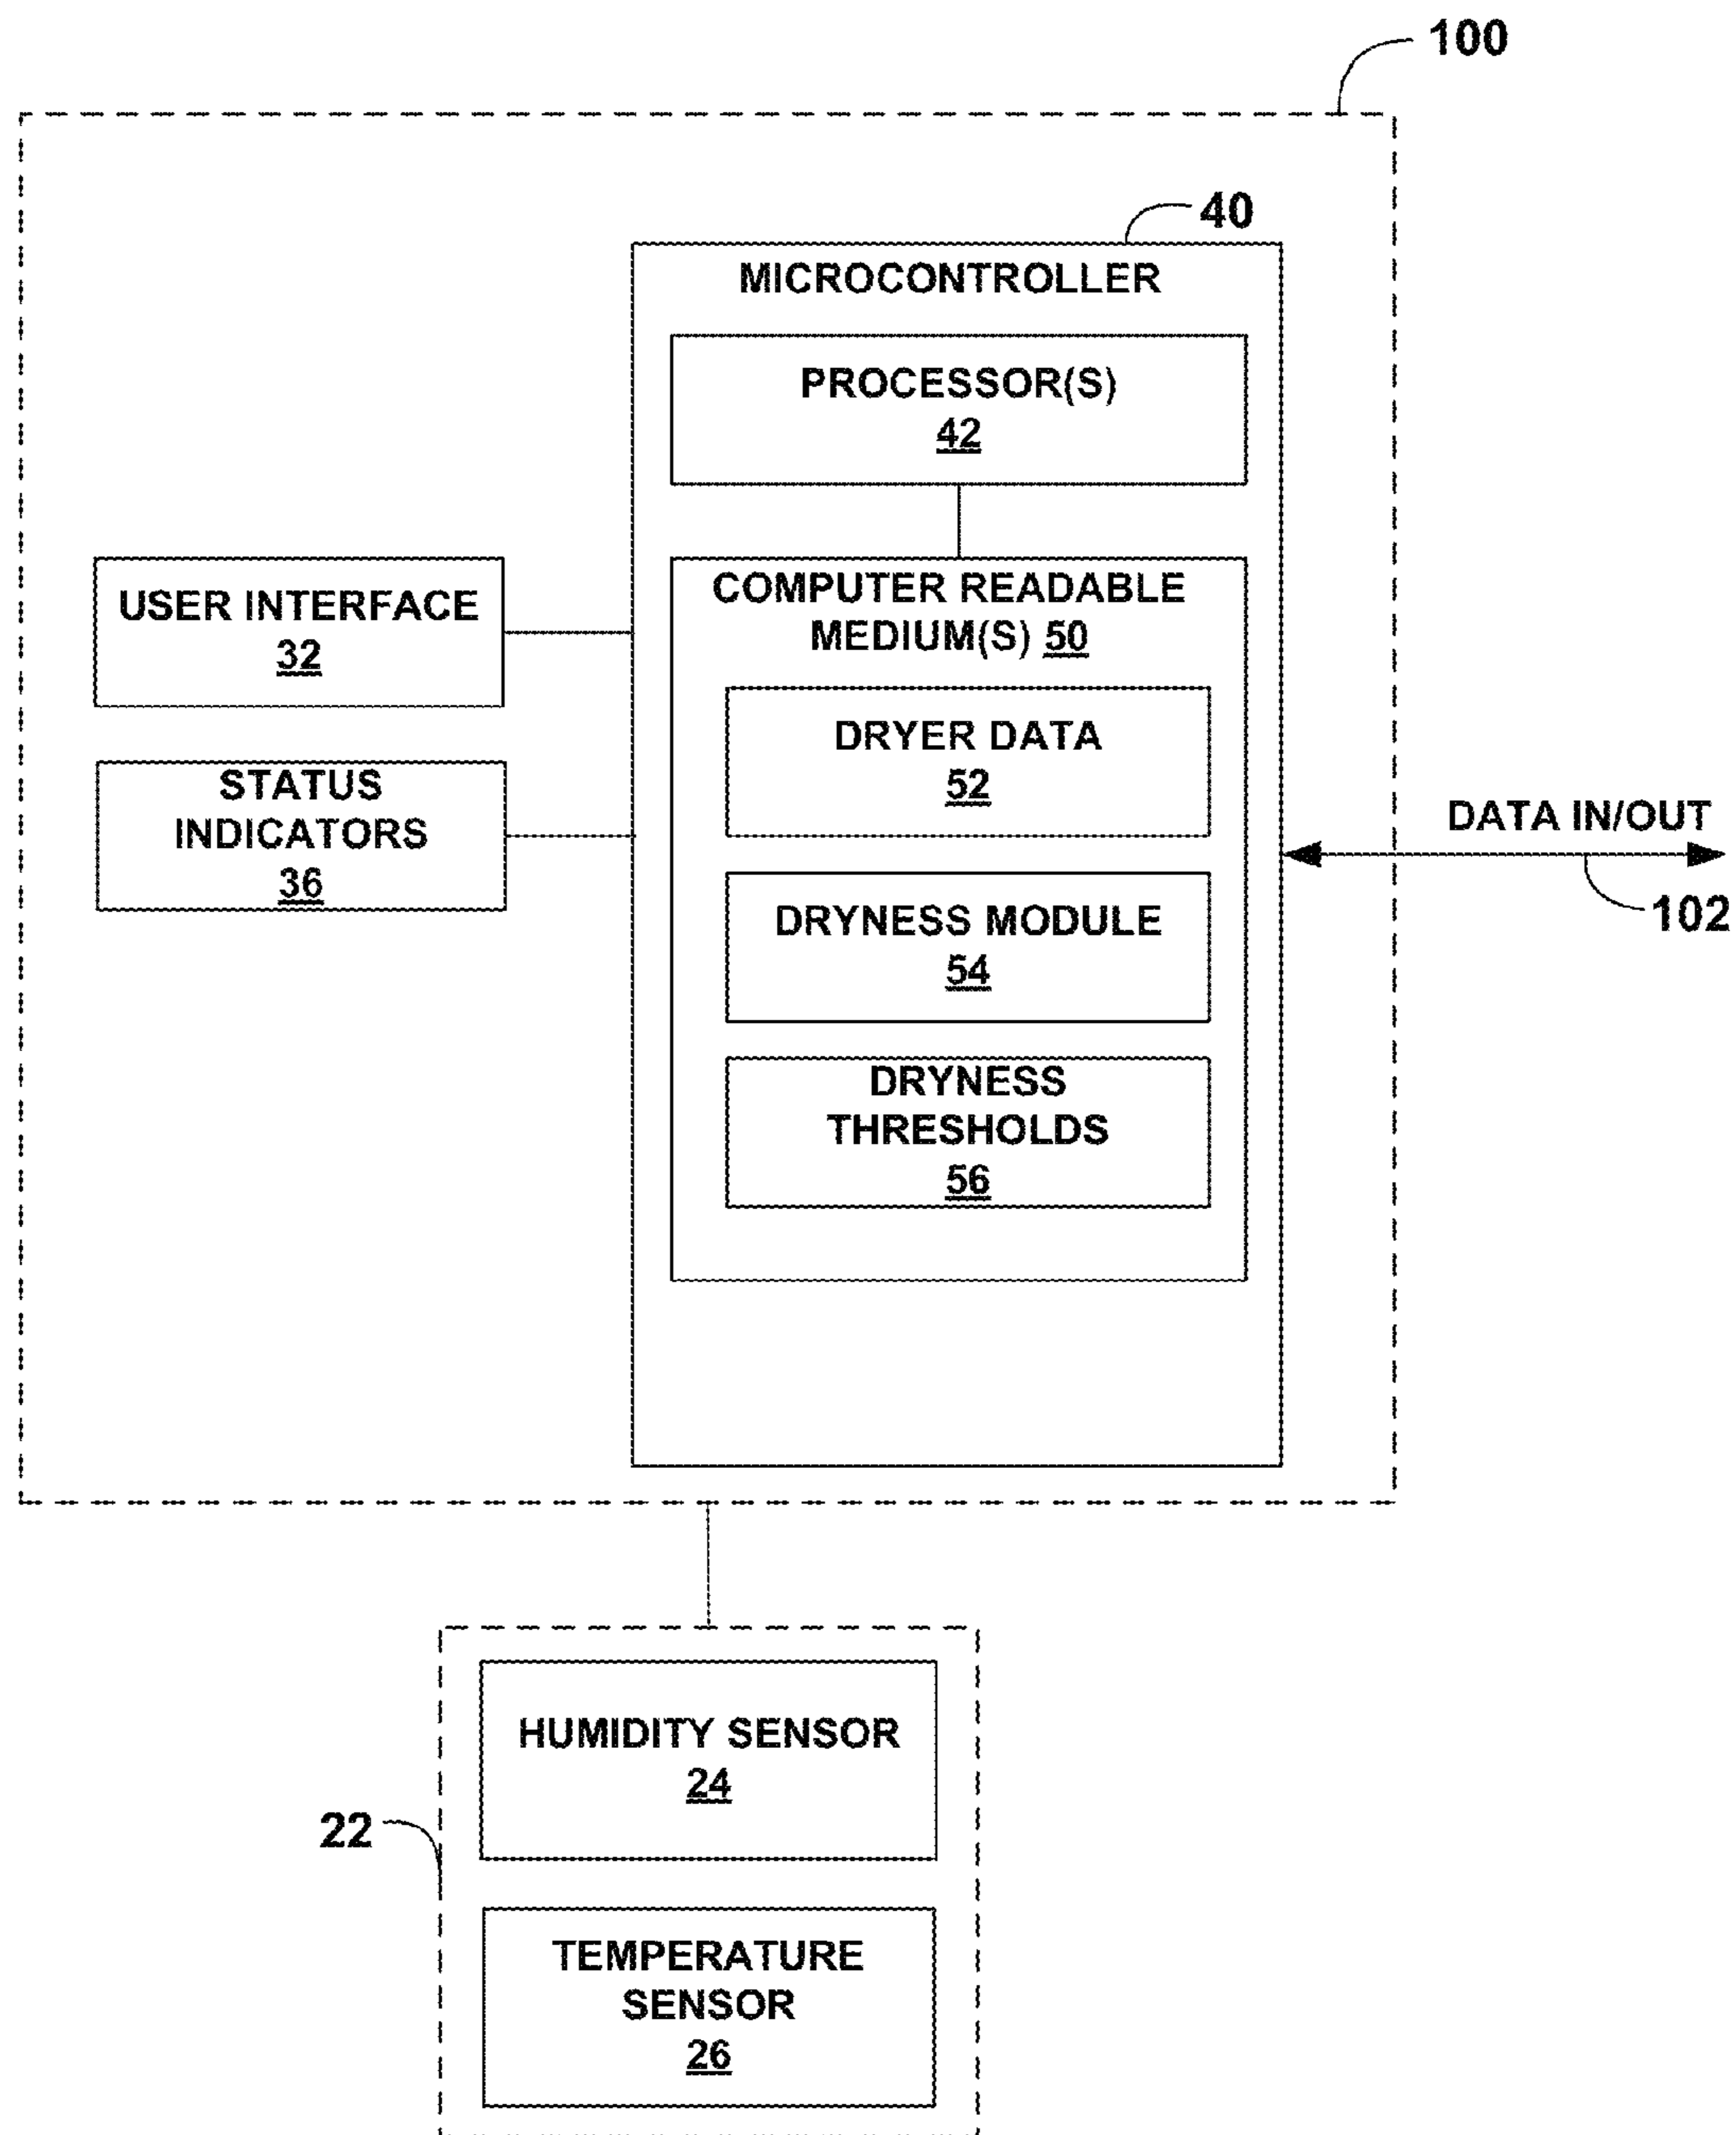 100
40
MICROCONTROLLER
PROCESSOR(S)
42
USER INTERFACE
32
STATUS
INDICATORS
36
COMPUTER READABLE
MEDIUM(S) 50
DRYER DATA
52
DRYNESS MODULE
54
DRYNESS
THRESHOLDS
56
DATA IN/OUT
102
HUMIDITY SENSOR
24
22
TEMPERATURE
SENSOR
26